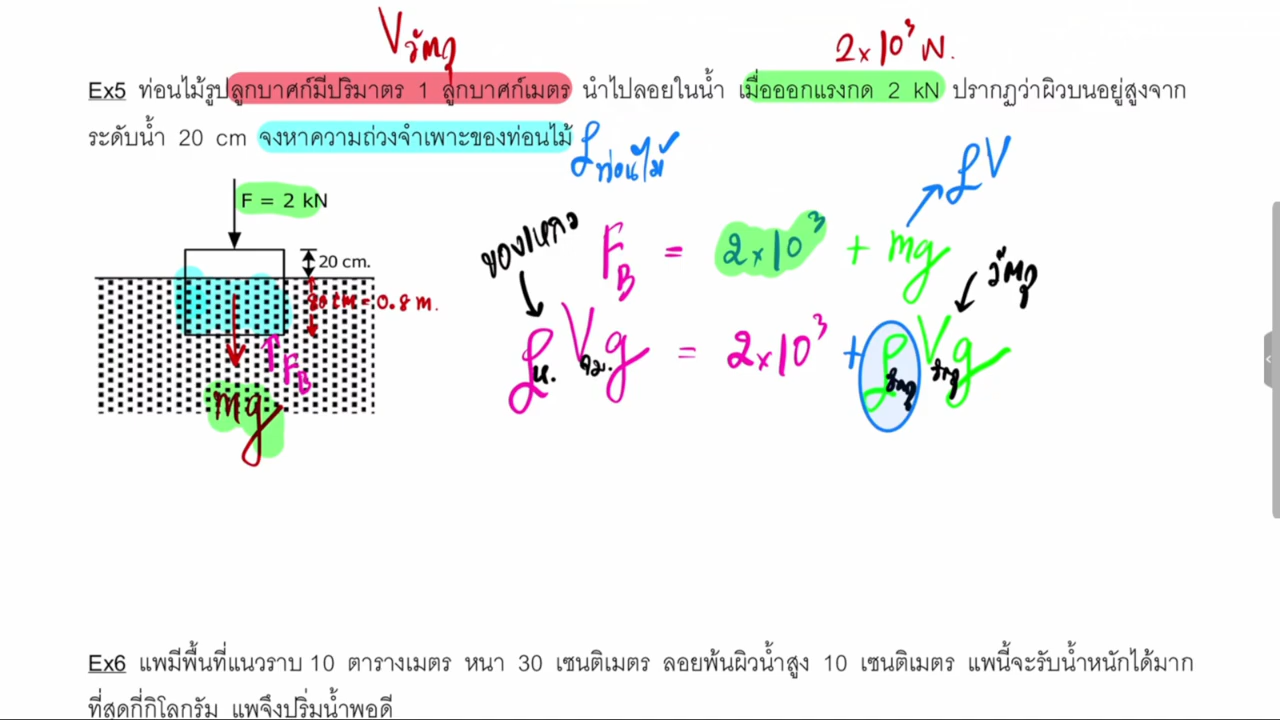 Vวัตถุ
2×10³ N.
Ex5 ท่อนไม้รูปลูกบาศก์มีปริมาตร 1 ลูกบาศก์เมตร นำไปลอยในน้ำ เมื่อออกแรงกด 2 kN ปรากฏว่าผิวบนอยู่สูงจาก
ระดับน้ำ 20 cm จงหาความถ่วงจำเพาะของท่อนไม้
ρท่อนไม้
ρV
F = 2 kN
20 cm.
80 cm = 0.8 m.
FB
mg
ของเหลว
FB = 2×10³ + mg
วัตถุ
ρห. Vจม. g = 2×10³ + ρวัตถุ Vวัตถุ g
Ex6 แพมีพื้นที่แนวราบ 10 ตารางเมตร หนา 30 เซนติเมตร ลอยพ้นผิวน้ำสูง 10 เซนติเมตร แพนี้จะรับน้ำหนักได้มาก
ที่สุดกี่กิโลกรัม แพจึงปริ่มน้ำพอดี